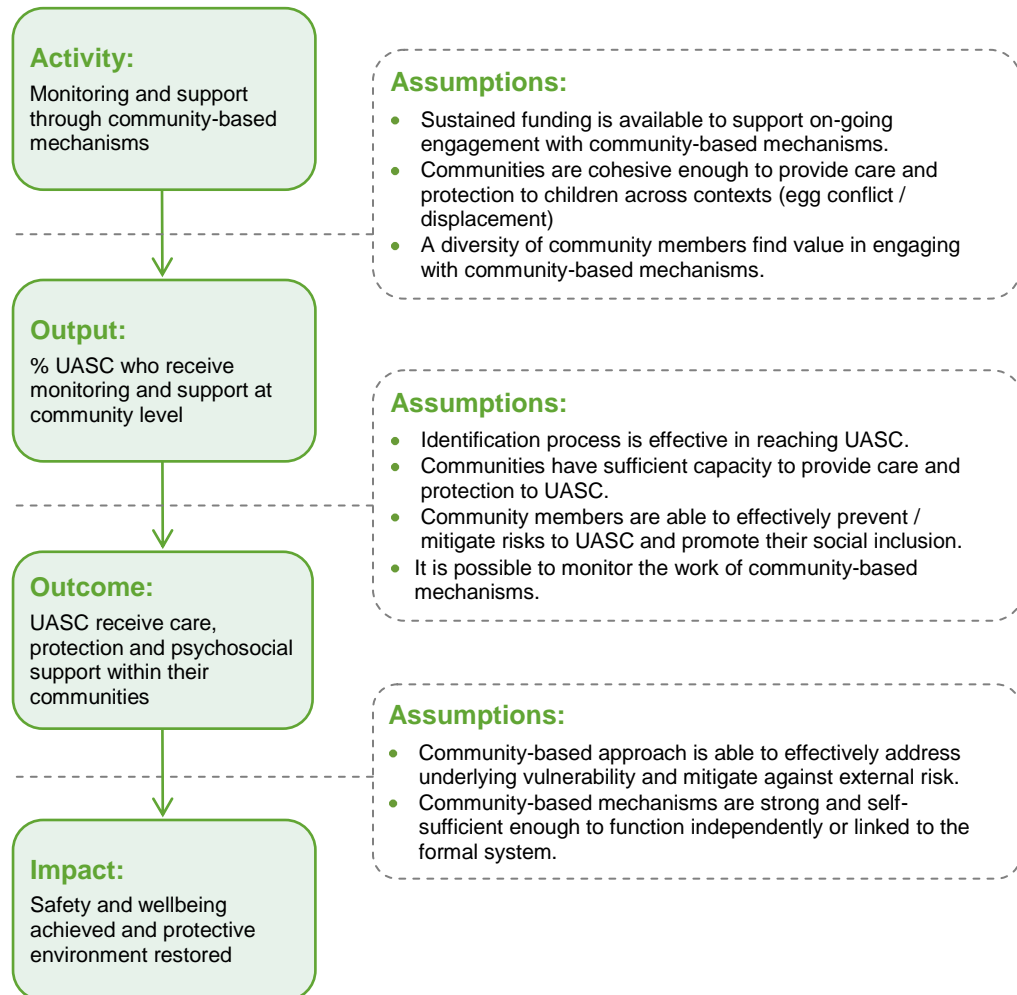 Activity:
Monitoring and support
through community-based
mechanisms
Assumptions:
• Sustained funding is available to support on-going
engagement with community-based mechanisms.
• Communities are cohesive enough to provide care and
protection to children across contexts (egg conflict /
displacement)
• A diversity of community members find value in engaging
with community-based mechanisms.
Output:
% UASC who receive
monitoring and support at
community level
Assumptions:
• Identification process is effective in reaching UASC.
• Communities have sufficient capacity to provide care and
protection to UASC.
• Community members are able to effectively prevent /
mitigate risks to UASC and promote their social inclusion.
• It is possible to monitor the work of community-based
mechanisms.
Outcome:
UASC receive care,
protection and psychosocial
support within their
communities
Assumptions:
• Community-based approach is able to effectively address
underlying vulnerability and mitigate against external risk.
• Community-based mechanisms are strong and self-
sufficient enough to function independently or linked to the
formal system.
Impact:
Safety and wellbeing
achieved and protective
environment restored